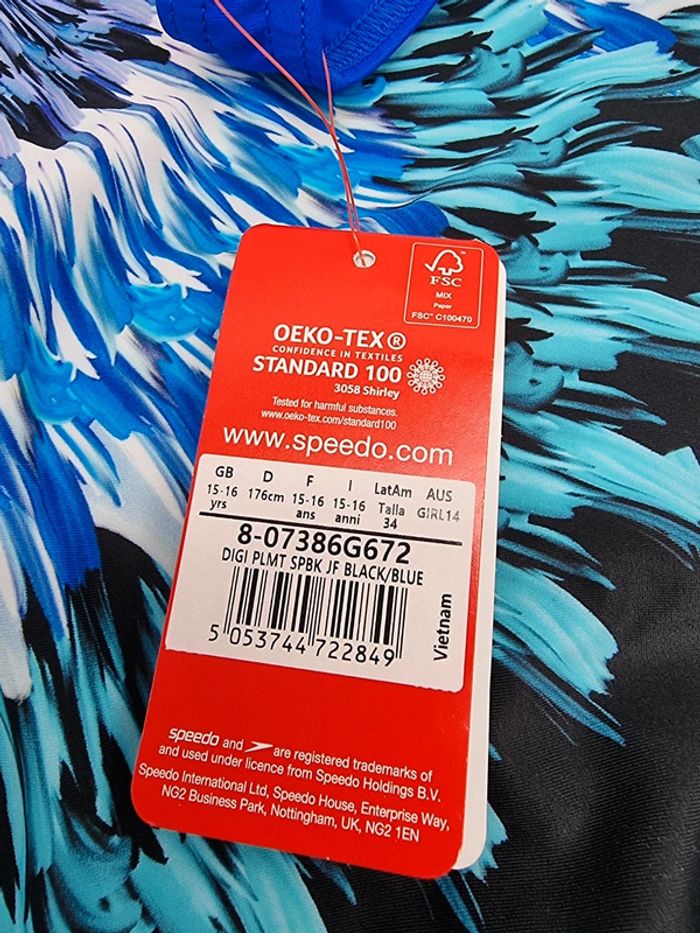 FSC
MIX
Paper
FSC™ C100470
OEKO-TEX®
CONFIDENCE IN TEXTILES
STANDARD 100
3058 Shirley
Tested for harmful substances.
www.oeko-tex.com/standard100
www.speedo.com
GB D F I LatAm AUS
15-16 yrs 176cm 15-16 ans 15-16 anni Talla 34 GIRL14
8-07386G672
DIGI PLMT SPBK JF BLACK/BLUE
5 053744 722849
Vietnam
speedo and are registered trademarks of
and used under licence from Speedo Holdings B.V.
Speedo International Ltd, Speedo House, Enterprise Way,
NG2 Business Park, Nottingham, UK, NG2 1EN